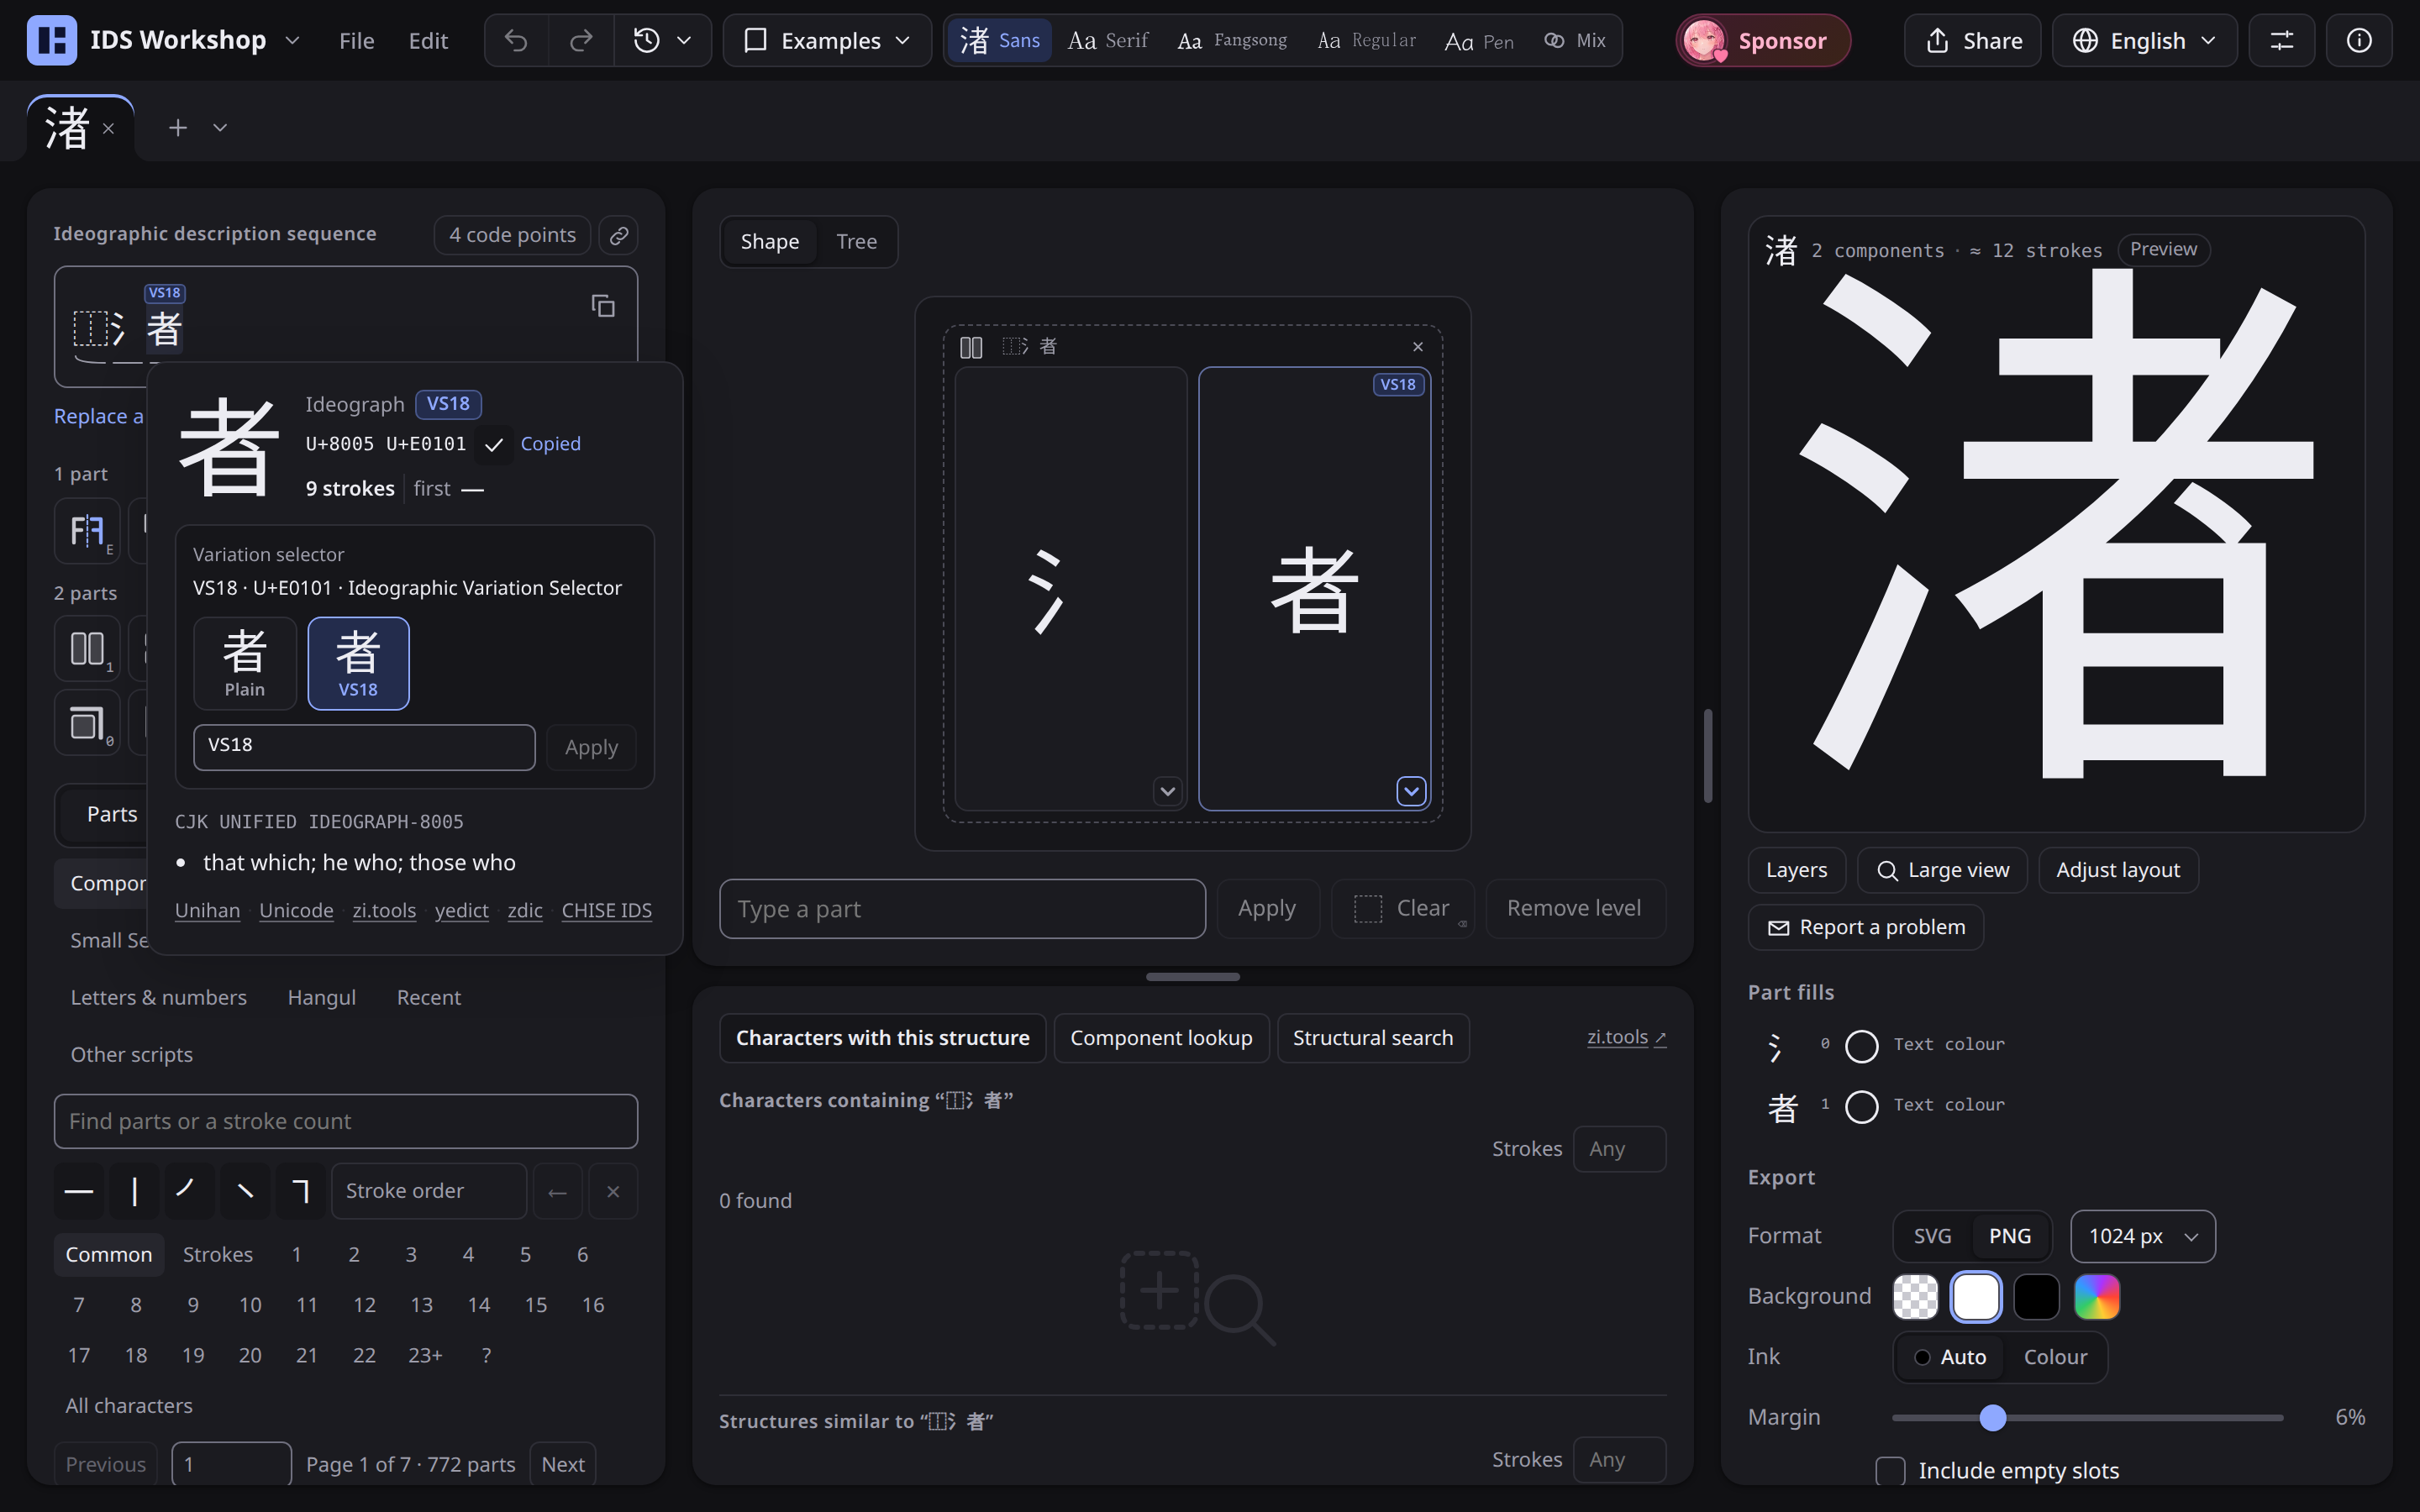 IDS Workshop File Edit Examples 渚 Sans Aa Serif Aa Fangsong Aa Regular Aa Pen Mix Sponsor Share English
渚 ×
Ideographic description sequence 4 code points
VS18
⿰氵者󠄁
Replace a
1 part
E
2 parts
1
0
Parts
Compor
Small Se
者󠄁 Ideograph VS18
U+8005 U+E0101 Copied
9 strokes first 一
Variation selector
VS18 · U+E0101 · Ideographic Variation Selector
者 Plain
者󠄁 VS18
VS18 Apply
CJK UNIFIED IDEOGRAPH-8005
• that which; he who; those who
Unihan · Unicode · zi.tools · yedict · zdic · CHISE IDS
Letters & numbers Hangul Recent
Other scripts
Find parts or a stroke count
一 丨 丿 ㇏ ㇕ Stroke order ← ×
Common Strokes 1 2 3 4 5 6
7 8 9 10 11 12 13 14 15 16
17 18 19 20 21 22 23+ ?
All characters
Previous 1 Page 1 of 7 · 772 parts Next
Shape Tree
⿰氵者󠄁 ×
VS18
氵 者󠄁
Type a part Apply Clear Remove level
Characters with this structure Component lookup Structural search zi.tools ↗
Characters containing “⿰氵者󠄁”
Strokes Any
0 found
Structures similar to “⿰氵者󠄁”
Strokes Any
渚 2 components · ≈ 12 strokes Preview
渚
Layers Large view Adjust layout
Report a problem
Part fills
氵 0 Text colour
者󠄁 1 Text colour
Export
Format SVG PNG 1024 px
Background
Ink Auto Colour
Margin 6%
Include empty slots